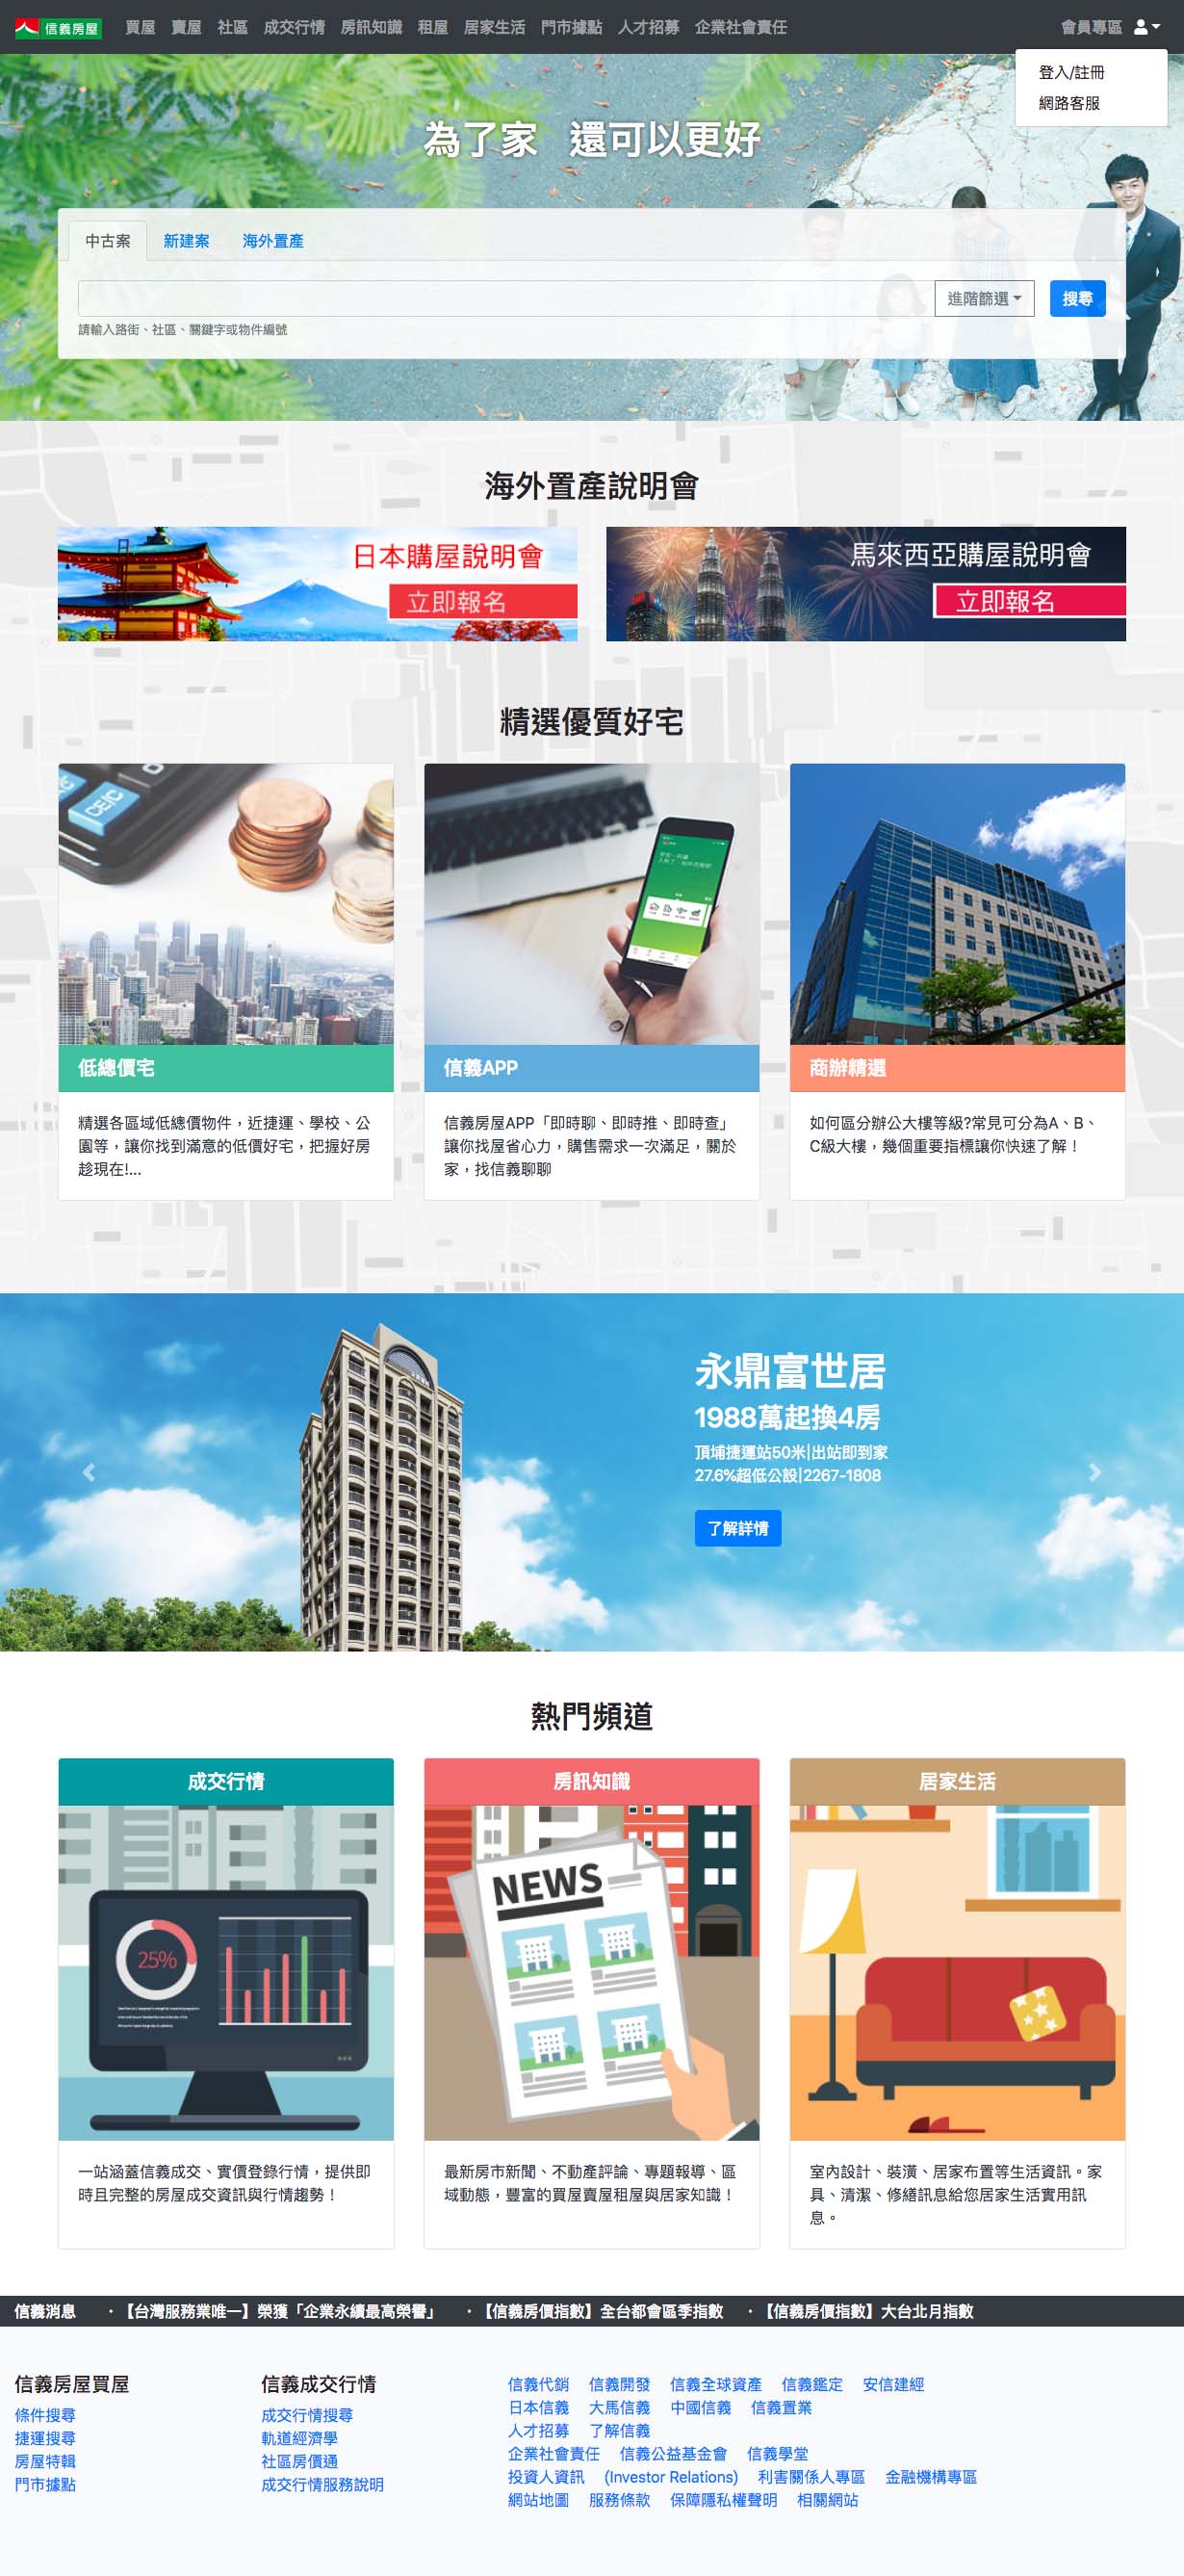 信義房屋 買屋 賣屋 社區 成交行情 房訊知識 租屋 居家生活 門市據點 人才招募 企業社會責任 會員專區
登入/註冊
網路客服
為了家 還可以更好
中古案 新建案 海外置產
進階篩選 搜尋
請輸入路街、社區、關鍵字或物件編號
海外置產說明會
日本購屋說明會
立即報名
馬來西亞購屋說明會
立即報名
精選優質好宅
CE/C
低總價宅
精選各區域低總價物件，近捷運、學校、公
園等，讓你找到滿意的低價好宅，把握好房
趁現在!...
信義APP
信義房屋APP「即時聊、即時推、即時查」
讓你找屋省心力，購售需求一次滿足，關於
家，找信義聊聊
商辦精選
如何區分辦公大樓等級?常見可分為A、B、
C級大樓，幾個重要指標讓你快速了解！
永鼎富世居
1988萬起換4房
頂埔捷運站50米|出站即到家
27.6%超低公設|2267-1808
了解詳情
熱門頻道
成交行情
25%
一站涵蓋信義成交、實價登錄行情，提供即
時且完整的房屋成交資訊與行情趨勢！
房訊知識
NEWS
最新房市新聞、不動產評論、專題報導、區
域動態，豐富的買屋賣屋租屋與居家知識！
居家生活
室內設計、裝潢、居家布置等生活資訊。家
具、清潔、修繕訊息給您居家生活實用訊
息。
信義消息 ・【台灣服務業唯一】榮獲「企業永續最高榮譽」 ・【信義房價指數】全台都會區季指數 ・【信義房價指數】大台北月指數
信義房屋買屋
條件搜尋
捷運搜尋
房屋特輯
門市據點
信義成交行情
成交行情搜尋
軌道經濟學
社區房價通
成交行情服務說明
信義代銷 信義開發 信義全球資產 信義鑑定 安信建經
日本信義 大馬信義 中國信義 信義置業
人才招募 了解信義
企業社會責任 信義公益基金會 信義學堂
投資人資訊 (Investor Relations) 利害關係人專區 金融機構專區
網站地圖 服務條款 保障隱私權聲明 相關網站